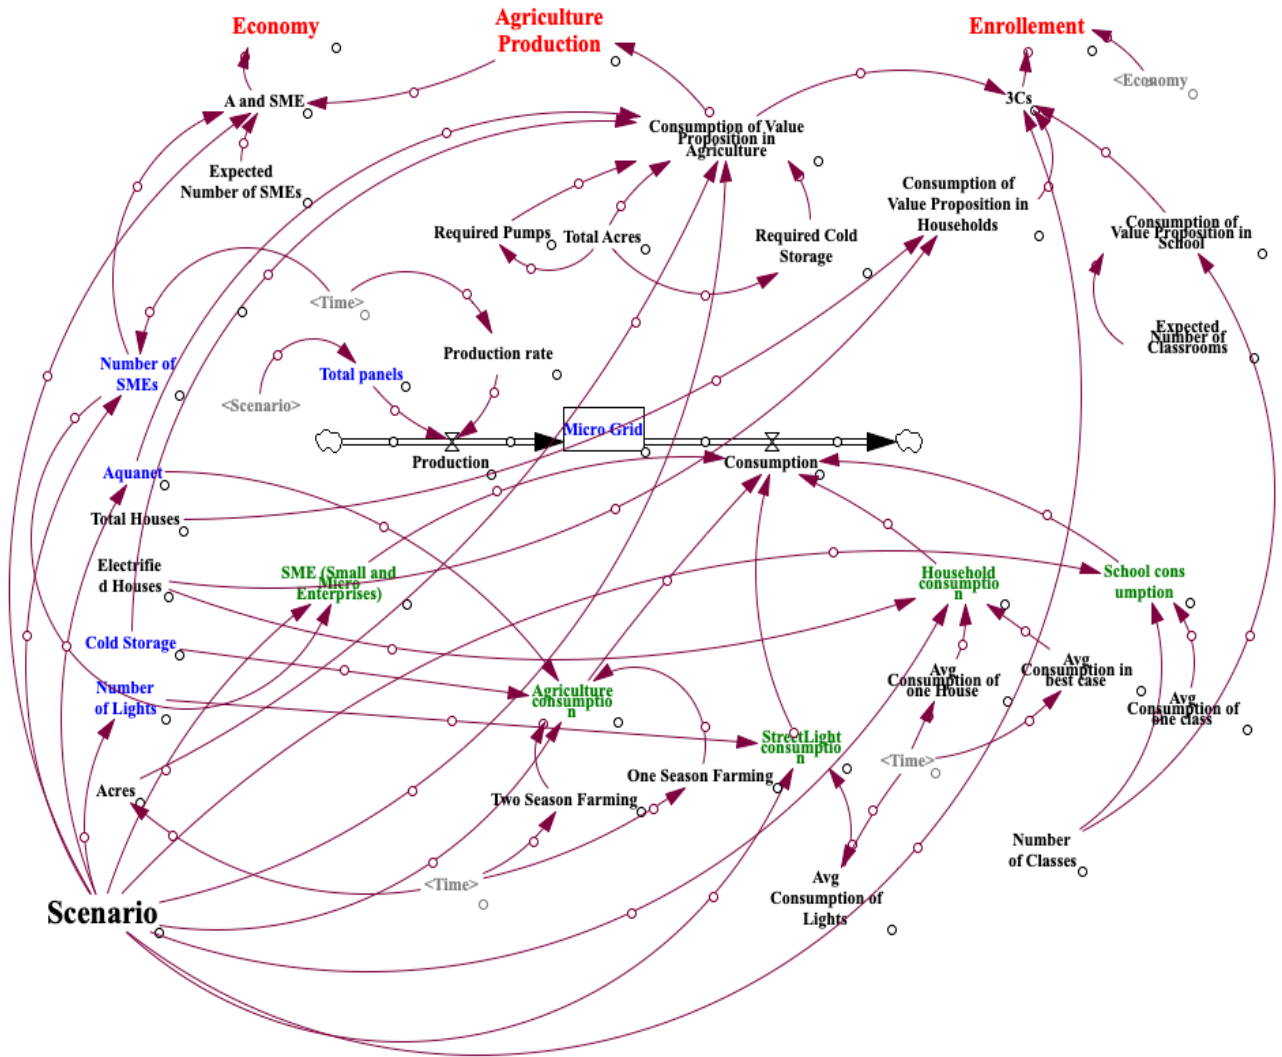 Economy
Agriculture
Production
Enrollement
<Economy
A and SME
3Cs
Consumption of Value
Proposition in
Agriculture
Expected
Number of SMEs
Consumption of
Value Proposition in
Households
Required Pumps
Total Acres
Required Cold
Storage
Consumption of
Value Proposition in
School
<Time>
Expected
Number of
Classrooms
Production rate
Number of
SMEs
Total panels
<Scenario>
Micro Grid
Production
Consumption
Aquanet
Total Houses
Electrifie
d Houses
SME (Small and
Micro
Enterprises)
Household
consumptio
n
School cons
umption
Cold Storage
Number
of Lights
Agriculture
consumptio
n
Avg
Consumption of
one House
Avg
Consumption in
best case
Avg
Consumption of
one class
StreetLight
consumptio
n
<Time>
One Season Farming
Acres
Two Season Farming
Number
of Classes
<Time>
Avg
Consumption of
Lights
Scenario